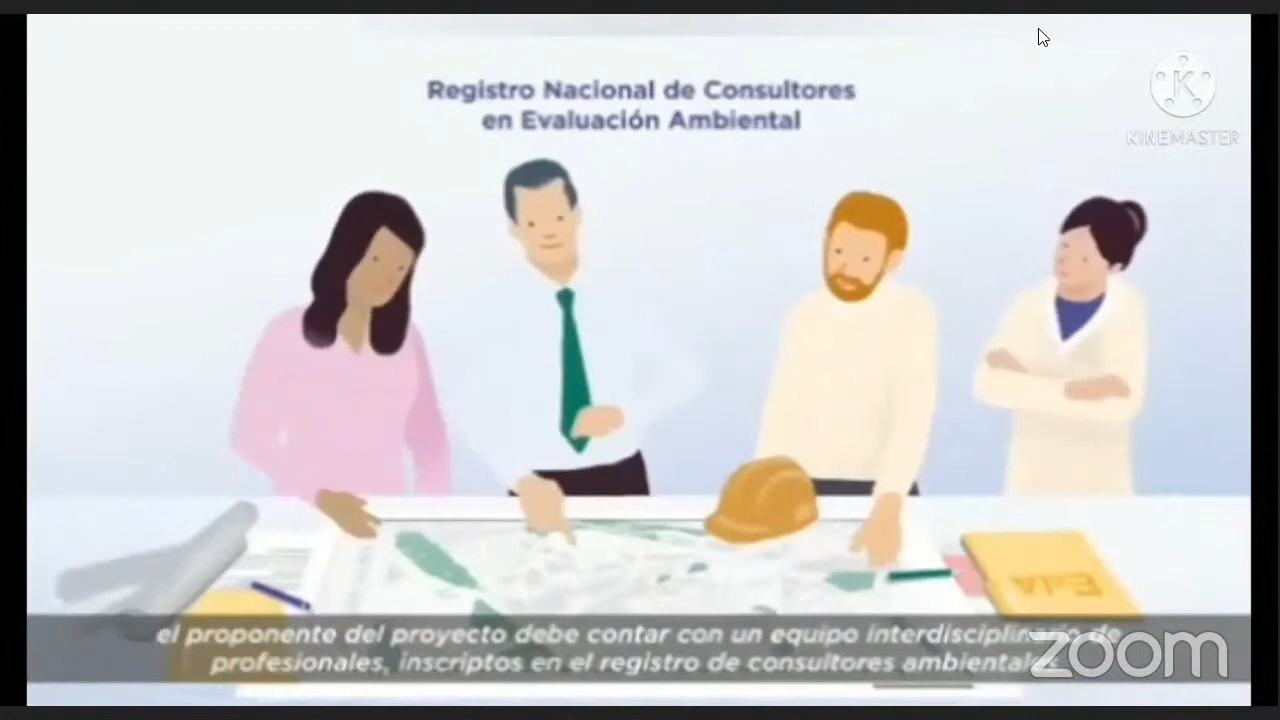 Registro Nacional de Consultores
en Evaluación Ambiental
KINEMASTER
EsIA
el proponente del proyecto debe contar con un equipo interdisciplinario de
profesionales, inscriptos en el registro de consultores ambientales
zoom